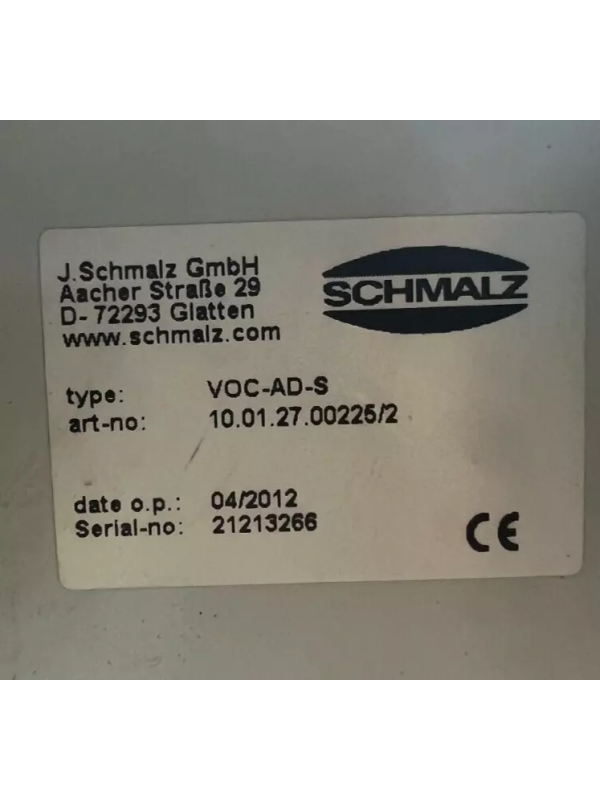 J.Schmalz GmbH
Aacher Straße 29
D- 72293 Glatten
www.schmalz.com
SCHMALZ
type: VOC-AD-S
art-no: 10.01.27.00225/2
date o.p.: 04/2012
Serial-no: 21213266
CE